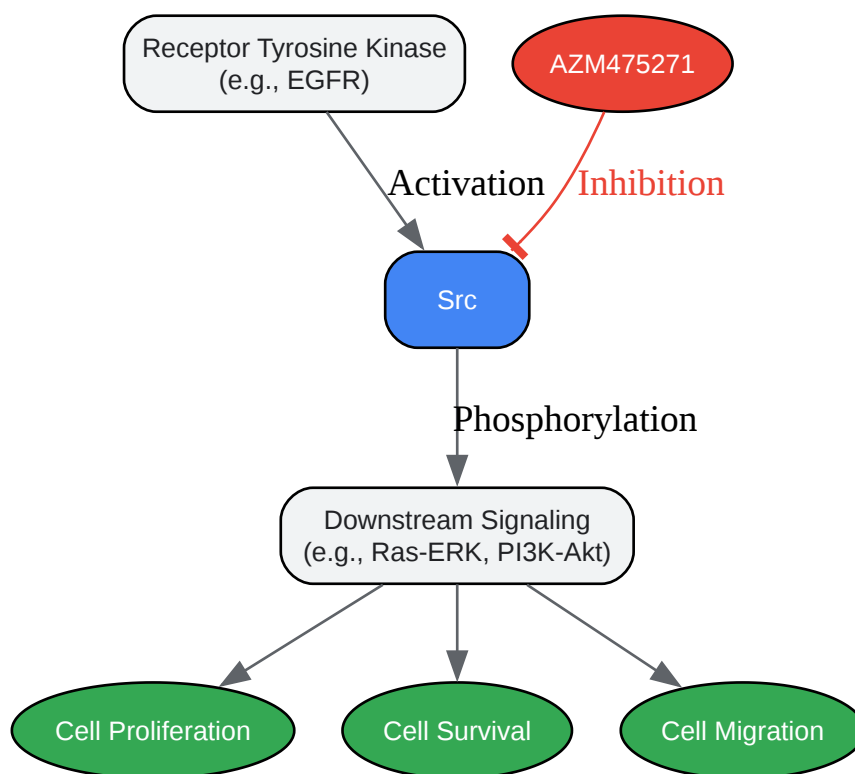 Receptor Tyrosine Kinase
(e.g., EGFR)
AZM475271
Activation
Inhibition
Src
Phosphorylation
Downstream Signaling
(e.g., Ras-ERK, PI3K-Akt)
Cell Proliferation
Cell Survival
Cell Migration